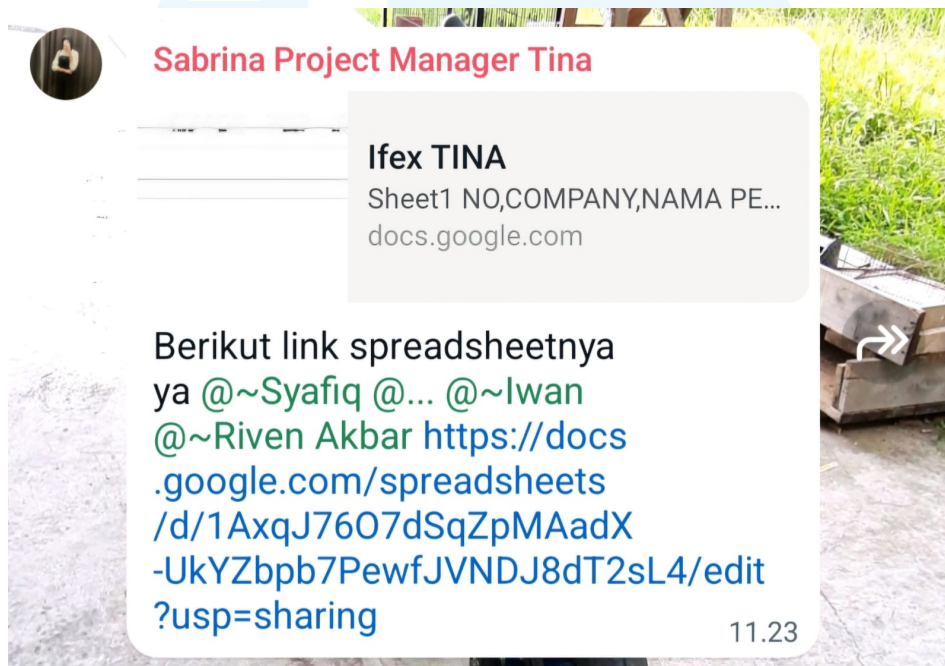 Sabrina Project Manager Tina
Ifex TINA
Sheet1 NO,COMPANY,NAMA PE...
docs.google.com
Berikut link spreadsheetnya
ya @~Syafiq @... @~Iwan
@~Riven Akbar https://docs
.google.com/spreadsheets
/d/1AxqJ76O7dSqZpMAadX
-UkYZbpb7PewfJVNDJ8dT2sL4/edit
?usp=sharing
11.23